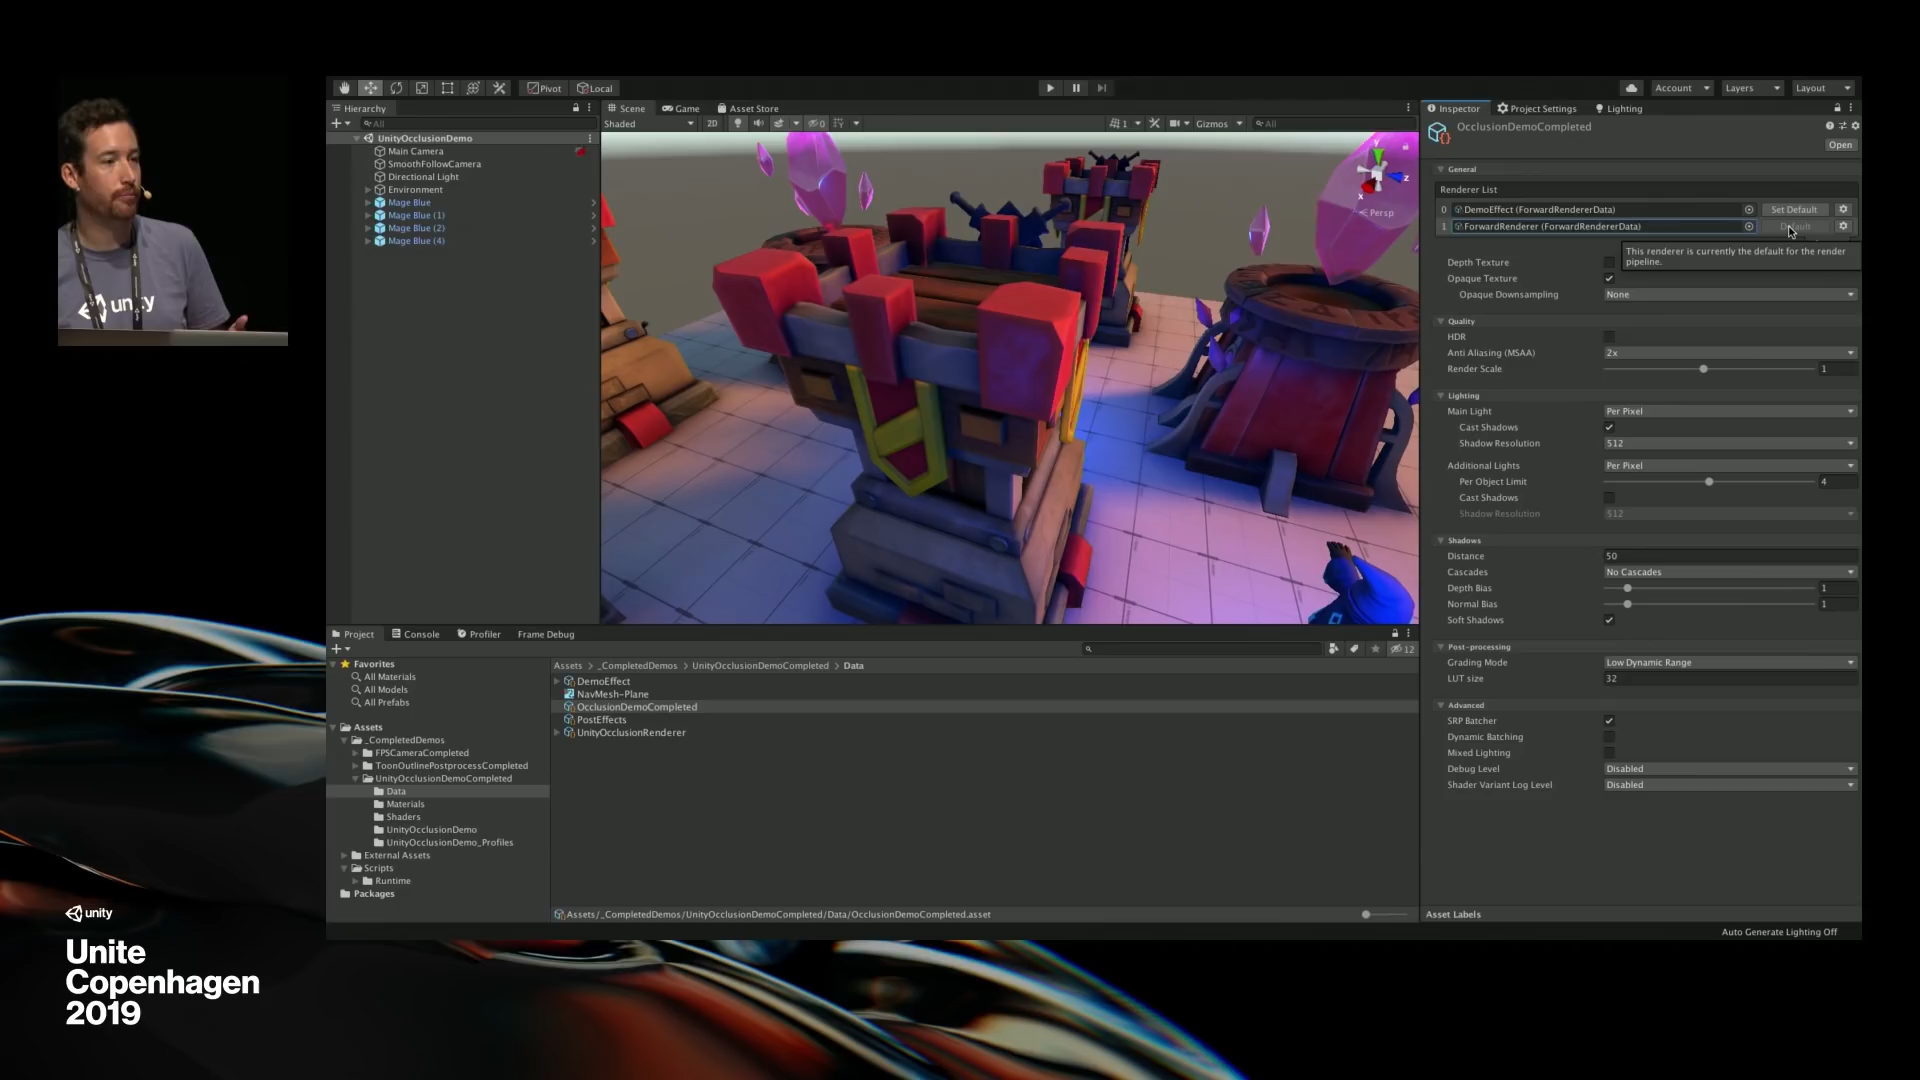 Pivot
Local
Account
Layers
Layout
Hierarchy
All
UnityOcclusionDemo
Main Camera
SmoothFollowCamera
Directional Light
Environment
Mage Blue
Mage Blue (1)
Mage Blue (2)
Mage Blue (4)
Scene
Game
Asset Store
Shaded
2D
0
1
Gizmos
All
x
z
Persp
Inspector
Project Settings
Lighting
OcclusionDemoCompleted
Open
General
Renderer List
0 DemoEffect (ForwardRendererData) Set Default
1 ForwardRenderer (ForwardRendererData) Default
This renderer is currently the default for the render
pipeline.
Depth Texture
Opaque Texture
Opaque Downsampling None
Quality
HDR
Anti Aliasing (MSAA) 2x
Render Scale 1
Lighting
Main Light Per Pixel
Cast Shadows
Shadow Resolution 512
Additional Lights Per Pixel
Per Object Limit 4
Cast Shadows
Shadow Resolution 512
Shadows
Distance 50
Cascades No Cascades
Depth Bias 1
Normal Bias 1
Soft Shadows
Post-processing
Grading Mode Low Dynamic Range
LUT size 32
Advanced
SRP Batcher
Dynamic Batching
Mixed Lighting
Debug Level Disabled
Shader Variant Log Level Disabled
Asset Labels
Auto Generate Lighting Off
Project
Console
Profiler
Frame Debug
12
Favorites
All Materials
All Models
All Prefabs
Assets
_CompletedDemos
FPSCameraCompleted
ToonOutlinePostprocessCompleted
UnityOcclusionDemoCompleted
Data
Materials
Shaders
UnityOcclusionDemo
UnityOcclusionDemo_Profiles
External Assets
Scripts
Runtime
Packages
Assets > _CompletedDemos > UnityOcclusionDemoCompleted > Data
DemoEffect
NavMesh-Plane
OcclusionDemoCompleted
PostEffects
UnityOcclusionRenderer
Assets/_CompletedDemos/UnityOcclusionDemoCompleted/Data/OcclusionDemoCompleted.asset
unity
unity
Unite
Copenhagen
2019